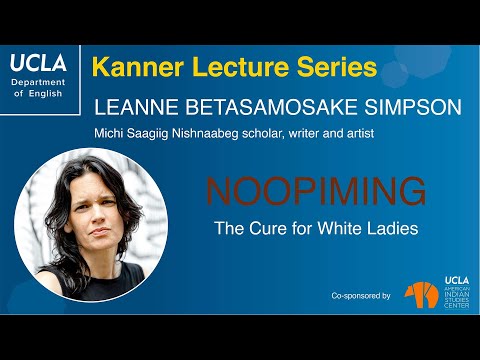 UCLA
Department
of English
Kanner Lecture Series
LEANNE BETASAMOSAKE SIMPSON
Michi Saagiig Nishnaabeg scholar, writer and artist
NOOPIMING
The Cure for White Ladies
Co-sponsored by
UCLA
AMERICAN
INDIAN
STUDIES
CENTER